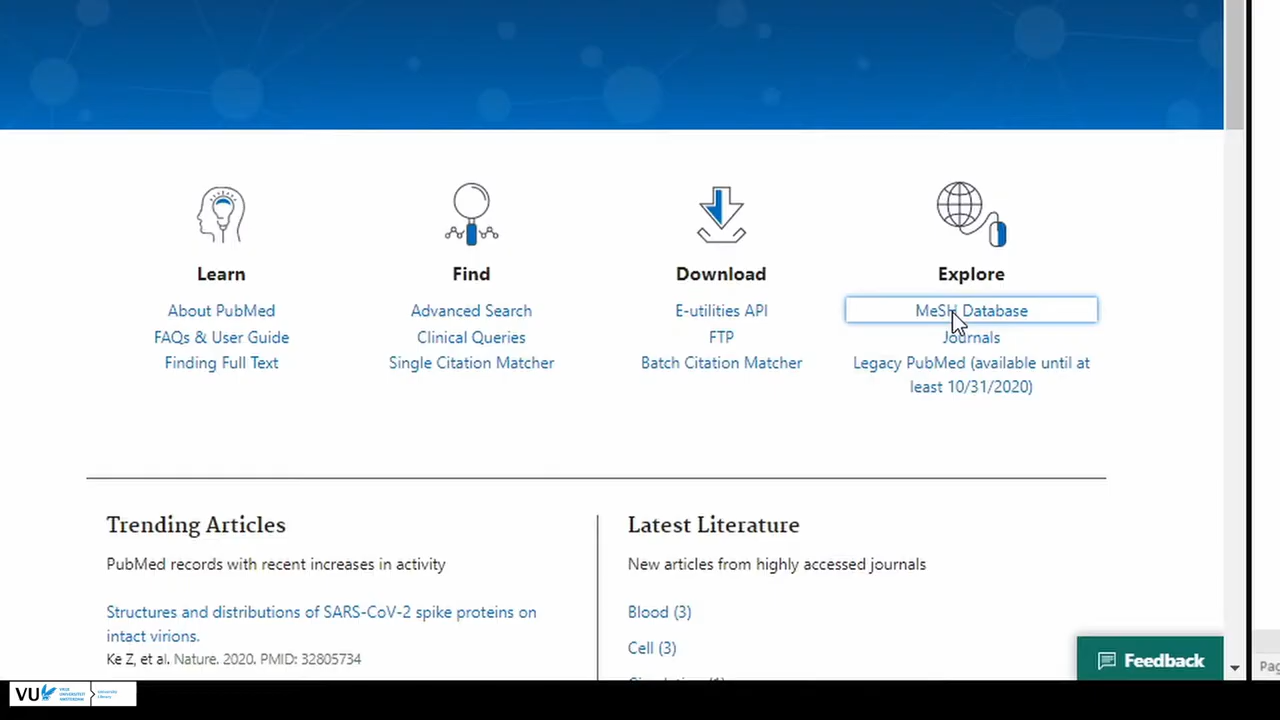 Learn
About PubMed
FAQs & User Guide
Finding Full Text
Find
Advanced Search
Clinical Queries
Single Citation Matcher
Download
E-utilities API
FTP
Batch Citation Matcher
Explore
MeSH Database
Journals
Legacy PubMed (available until at
least 10/31/2020)
Trending Articles
PubMed records with recent increases in activity
Structures and distributions of SARS-CoV-2 spike proteins on
intact virions.
Ke Z, et al. Nature. 2020. PMID: 32805734
Latest Literature
New articles from highly accessed journals
Blood (3)
Cell (3)
Feedback
VU